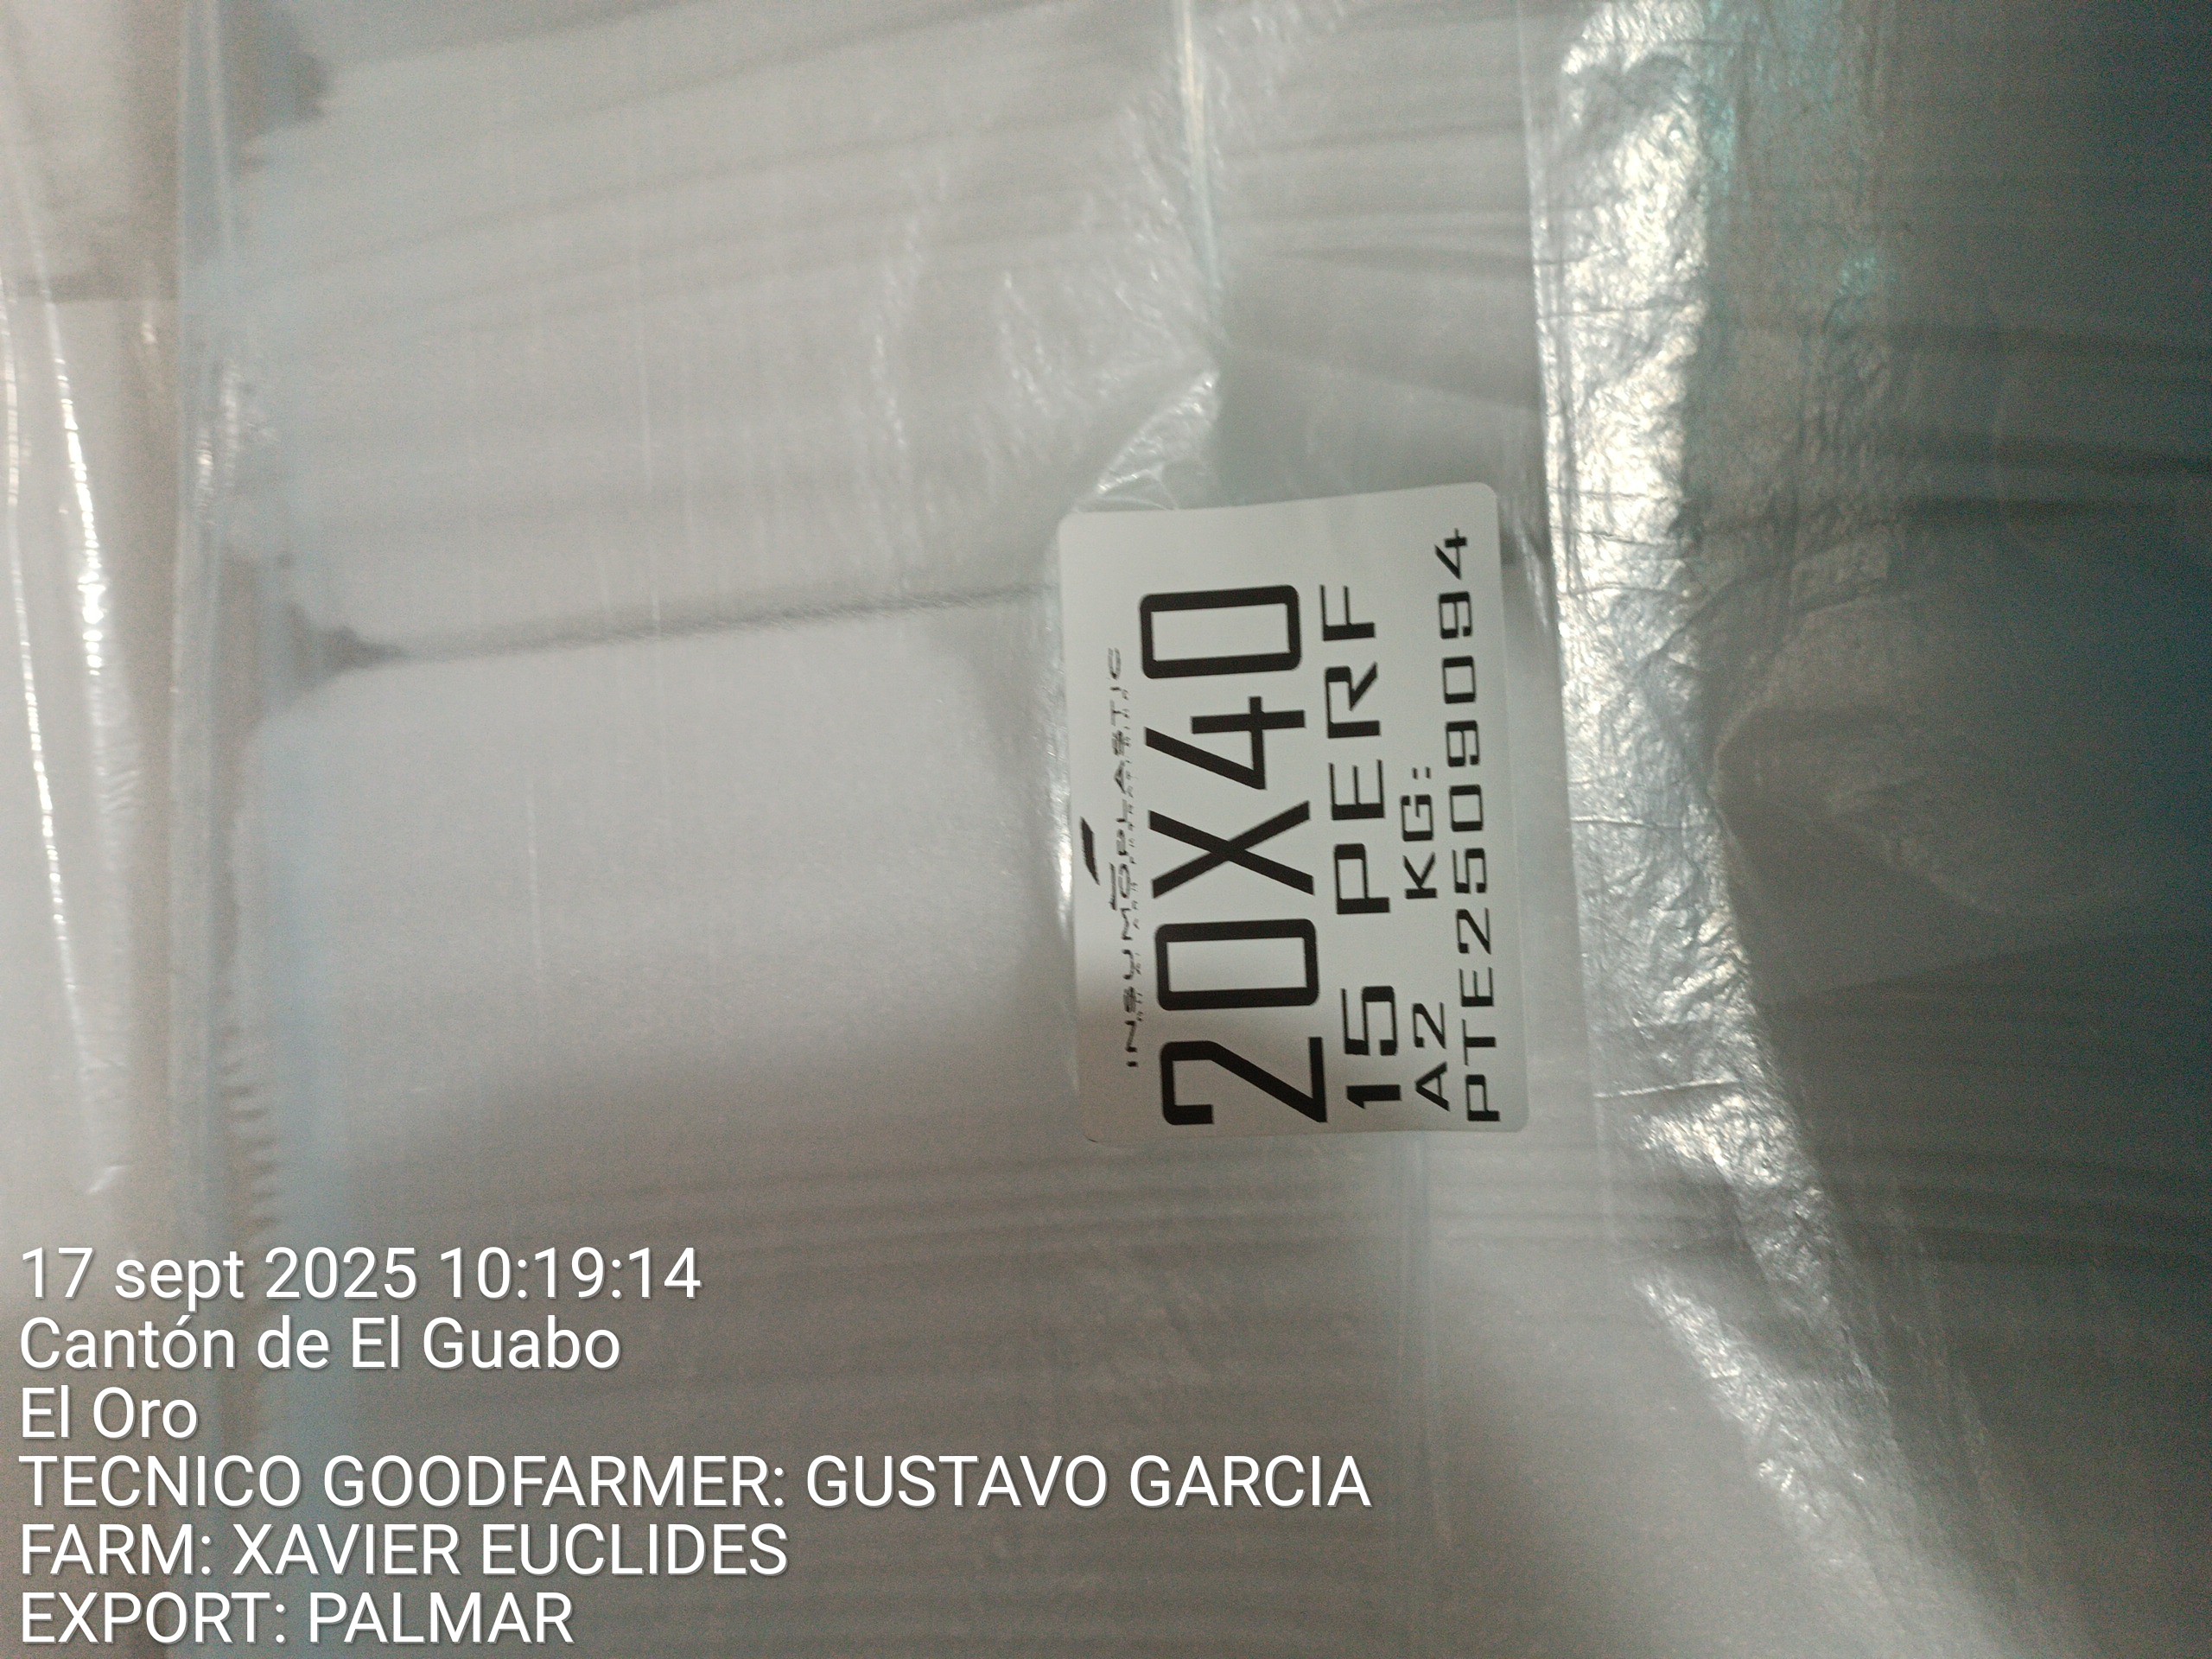 INSUMOPLASTIC
20X40
15 PERF
A2 KG:
PTE25090944
17 sept 2025 10:19:14
Cantón de El Guabo
El Oro
TECNICO GOODFARMER: GUSTAVO GARCIA
FARM: XAVIER EUCLIDES
EXPORT: PALMAR